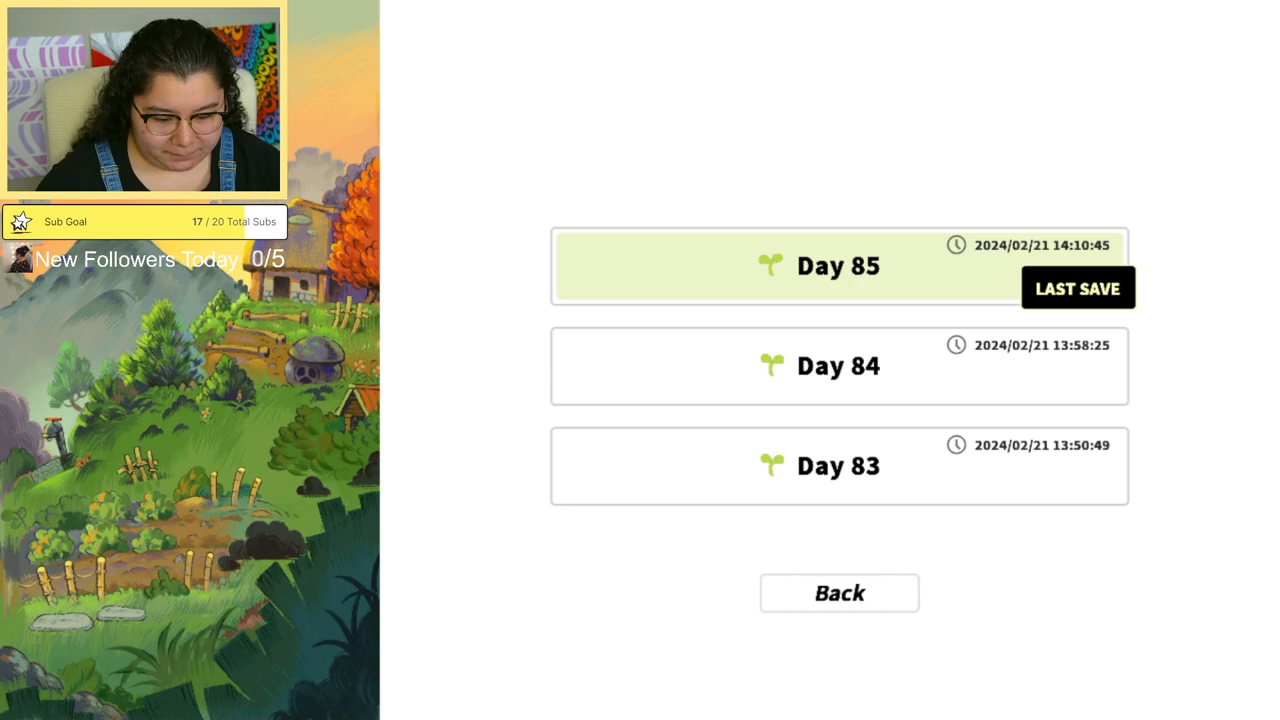 Sub Goal 17 / 20 Total Subs
New Followers Today 0/5
2024/02/21 14:10:45
Day 85
LAST SAVE
2024/02/21 13:58:25
Day 84
2024/02/21 13:50:49
Day 83
Back